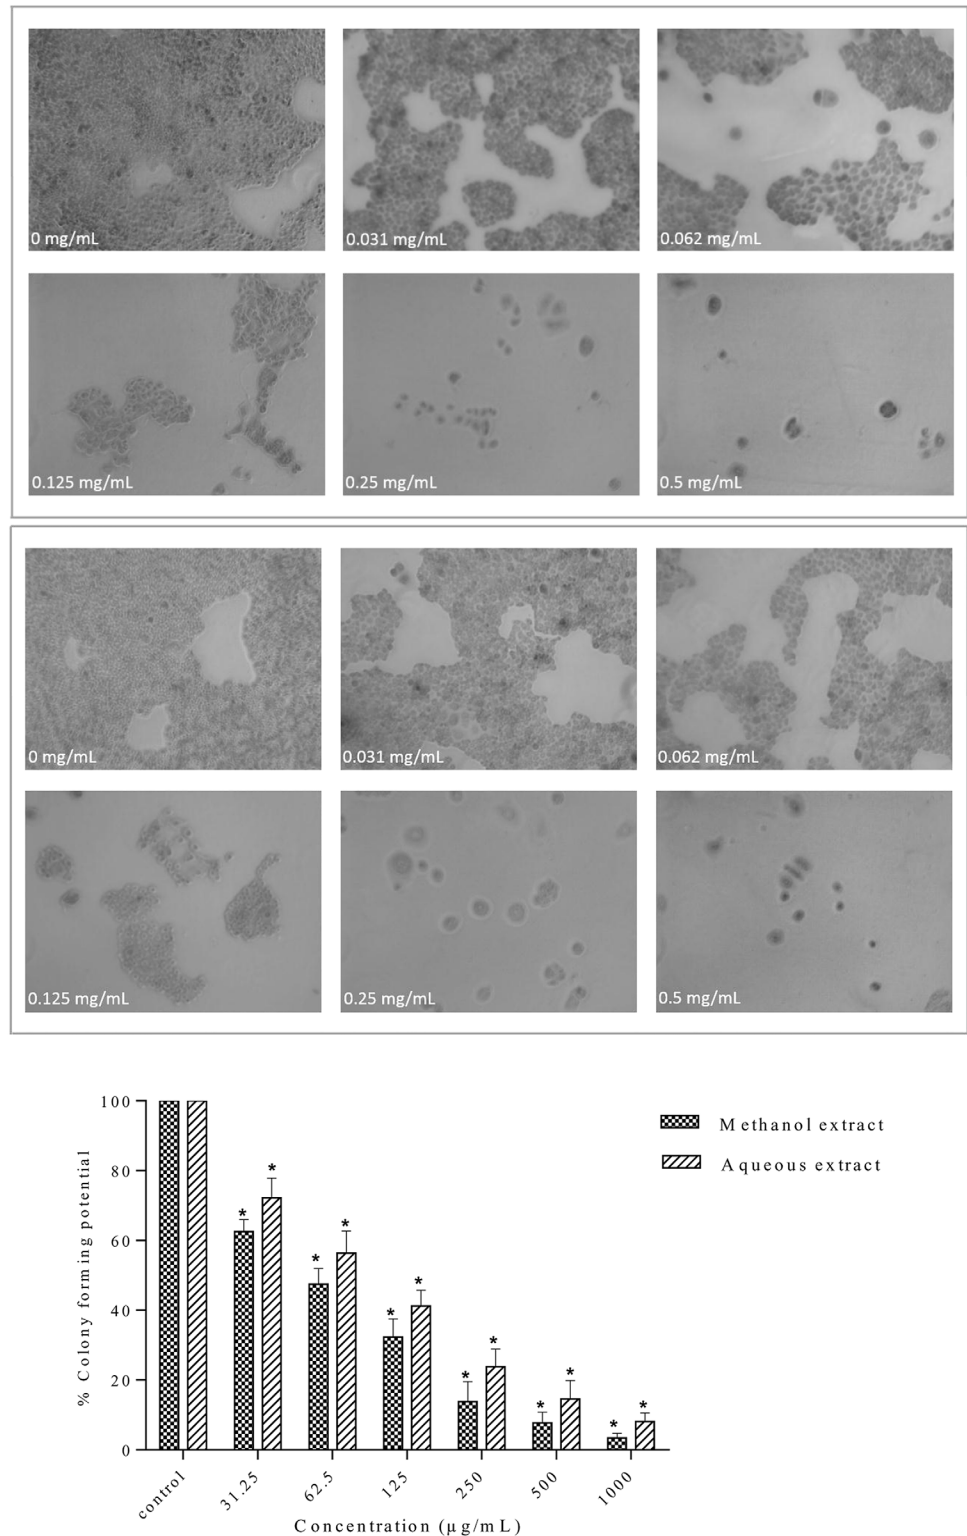 0 mg/mL
0.031 mg/mL
0.062 mg/mL
0.125 mg/mL
0.25 mg/mL
0.5 mg/mL
0 mg/mL
0.031 mg/mL
0.062 mg/mL
0.125 mg/mL
0.25 mg/mL
0.5 mg/mL
% Colony forming potential
100
80
60
40
20
0
* * * * * * * * * * * *
Methanol extract
Aqueous extract
control 31.25 62.5 125 250 500 1000
Concentration (µg/mL)